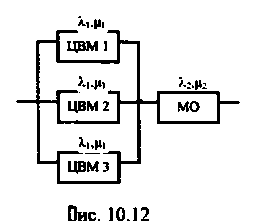 λ₁,μ₁
ЦВМ 1
λ₁,μ₁
λ₂,μ₂
ЦВМ 2
МО
λ₁,μ₁
ЦВМ 3
Рис. 10.12